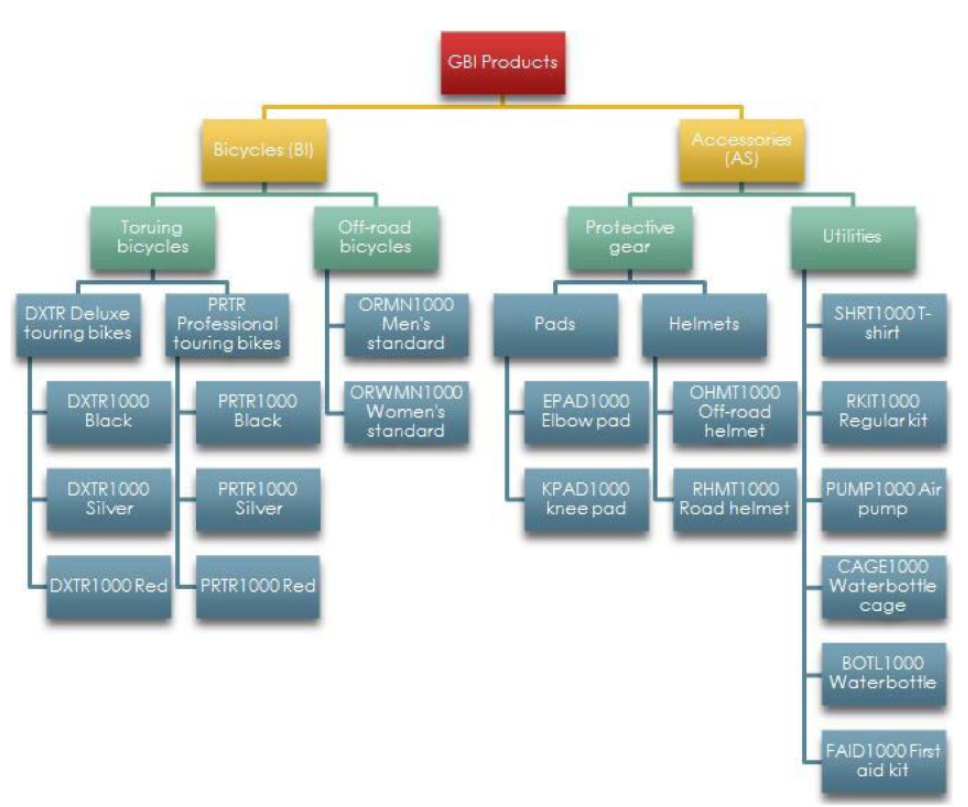 GBI Products
Bicycles (BI)
Accessories
(AS)
Toruing
bicycles
Off-road
bicycles
Protective
gear
Utilities
DXTR Deluxe
touring bikes
PRTR
Professional
touring bikes
ORMN1000
Men's
standard
Pads
Helmets
SHRT1000 T-
shirt
DXTR1000
Black
PRTR1000
Black
ORWMN1000
Women's
standard
EPAD1000
Elbow pad
OHMT1000
Off-road
helmet
RKIT1000
Regular kit
DXTR1000
Silver
PRTR1000
Silver
KPAD1000
knee pad
RHMT1000
Road helmet
PUMP1000 Air
pump
DXTR1000 Red
PRTR1000 Red
CAGE1000
Waterbottle
cage
BOTL1000
Waterbottle
FAID1000 First
aid kit